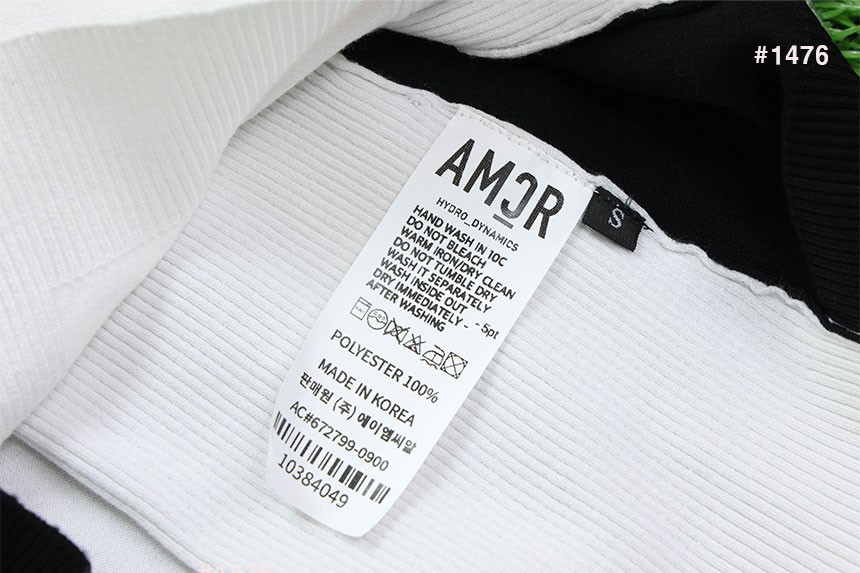 #1476
AMCR
HYDRO_DYNAMICS
S
HAND WASH IN 10C
DO NOT BLEACH
WARM IRON/DRY CLEAN
DO NOT TUMBLE DRY
WASH IT SEPARATELY
WASH INSIDE OUT
DRY IMMEDIATELY - -5pt
AFTER WASHING
POLYESTER 100%
MADE IN KOREA
판매원 (주) 에이엠씨알
AC#672799-0900
10384049